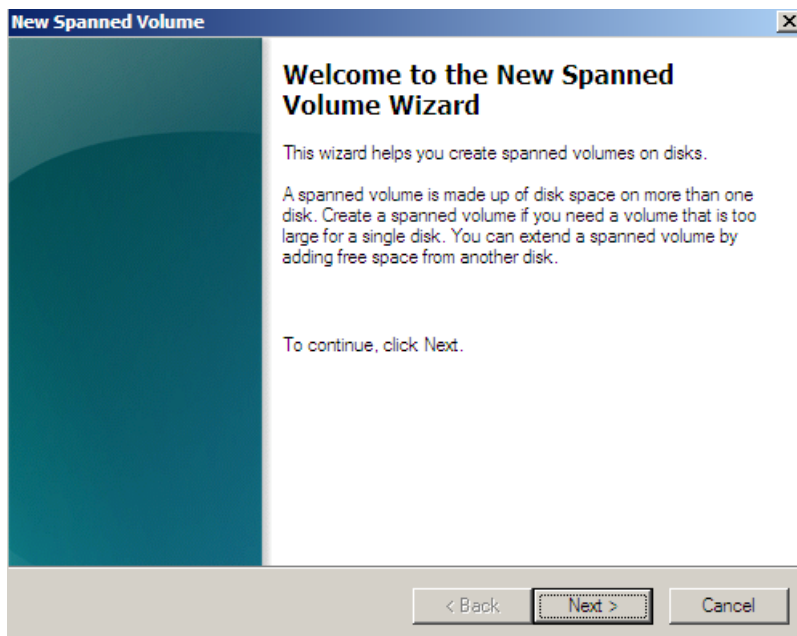 New Spanned Volume
Welcome to the New Spanned
Volume Wizard
This wizard helps you create spanned volumes on disks.
A spanned volume is made up of disk space on more than one
disk. Create a spanned volume if you need a volume that is too
large for a single disk. You can extend a spanned volume by
adding free space from another disk.
To continue, click Next.
< Back Next > Cancel